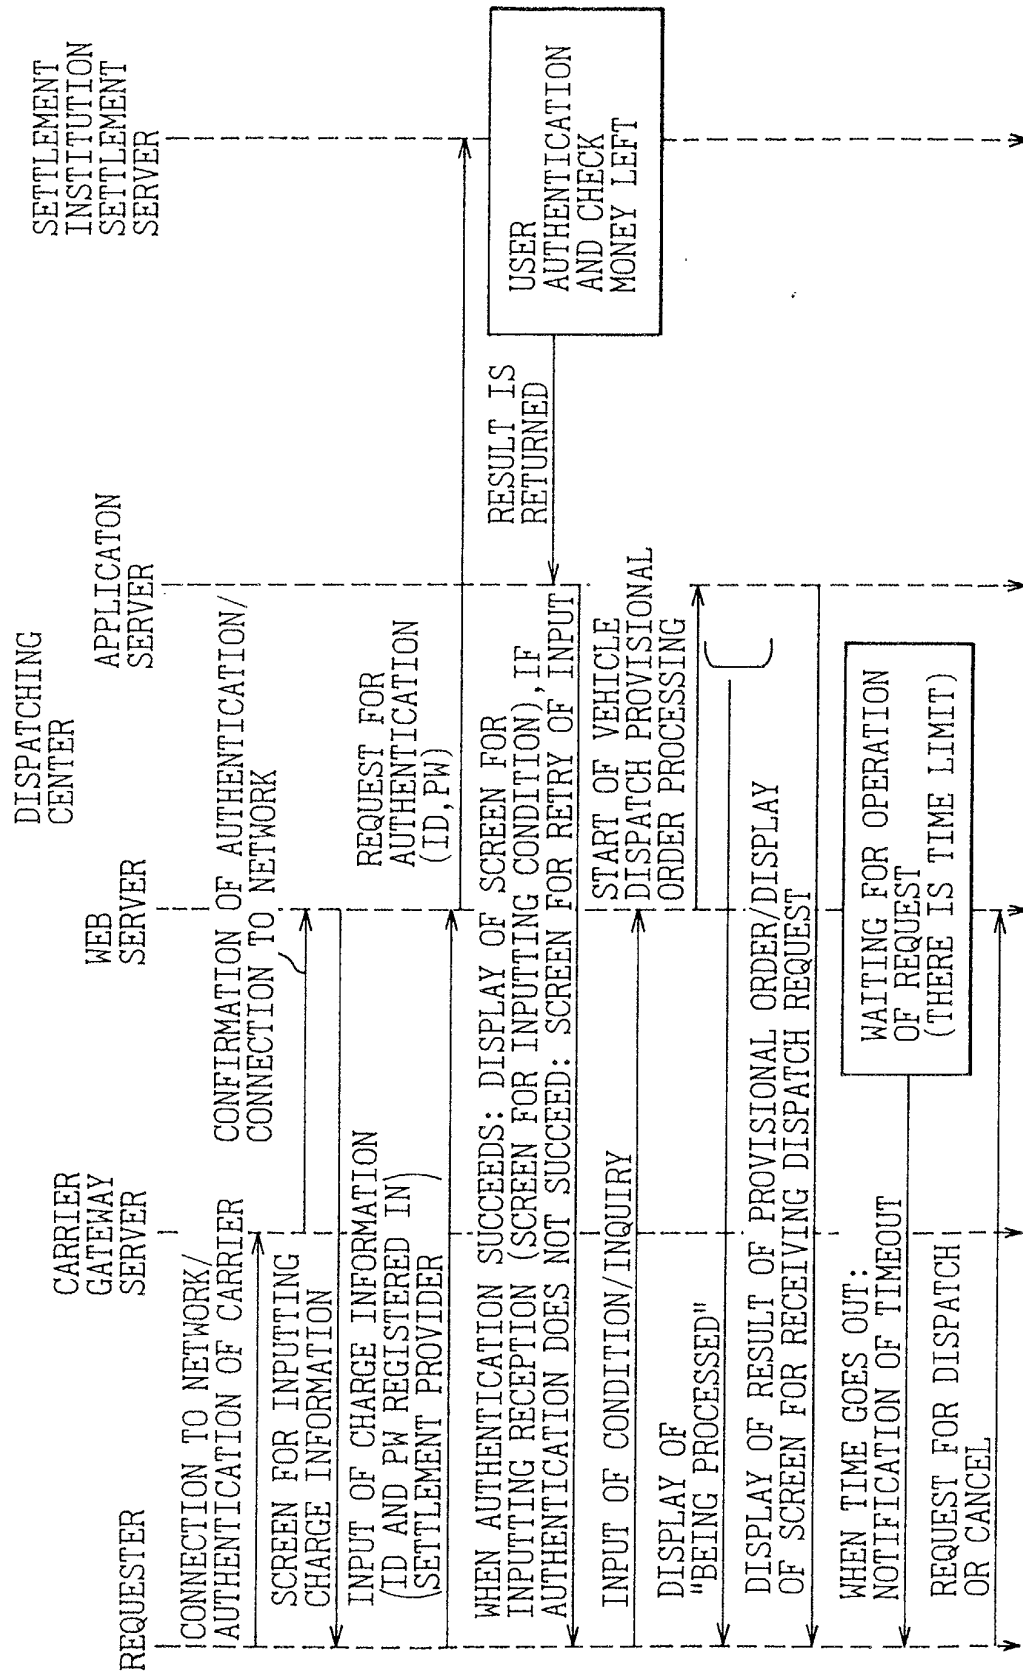 REQUESTER
CARRIER
GATEWAY
SERVER
DISPATCHING
CENTER
WEB
SERVER
APPLICATON
SERVER
SETTLEMENT
INSTITUTION
SETTLEMENT
SERVER
CONNECTION TO NETWORK/
AUTHENTICATION OF CARRIER
CONFIRMATION OF AUTHENTICATION/
CONNECTION TO NETWORK
SCREEN FOR INPUTTING
CHARGE INFORMATION
INPUT OF CHARGE INFORMATION
(ID AND PW REGISTERED IN
SETTLEMENT PROVIDER)
REQUEST FOR
AUTHENTICATION
(ID,PW)
USER
AUTHENTICATION
AND CHECK
MONEY LEFT
RESULT IS
RETURNED
WHEN AUTHENTICATION SUCCEEDS: DISPLAY OF SCREEN FOR
INPUTTING RECEPTION (SCREEN FOR INPUTTING CONDITION),IF
AUTHENTICATION DOES NOT SUCCEED: SCREEN FOR RETRY OF INPUT
INPUT OF CONDITION/INQUIRY
START OF VEHICLE
DISPATCH PROVISIONAL
ORDER PROCESSING
DISPLAY OF
"BEING PROCESSED"
DISPLAY OF RESULT OF PROVISIONAL ORDER/DISPLAY
OF SCREEN FOR RECEIVING DISPATCH REQUEST
WAITING FOR OPERATION
OF REQUEST
(THERE IS TIME LIMIT)
WHEN TIME GOES OUT:
NOTIFICATION OF TIMEOUT
REQUEST FOR DISPATCH
OR CANCEL